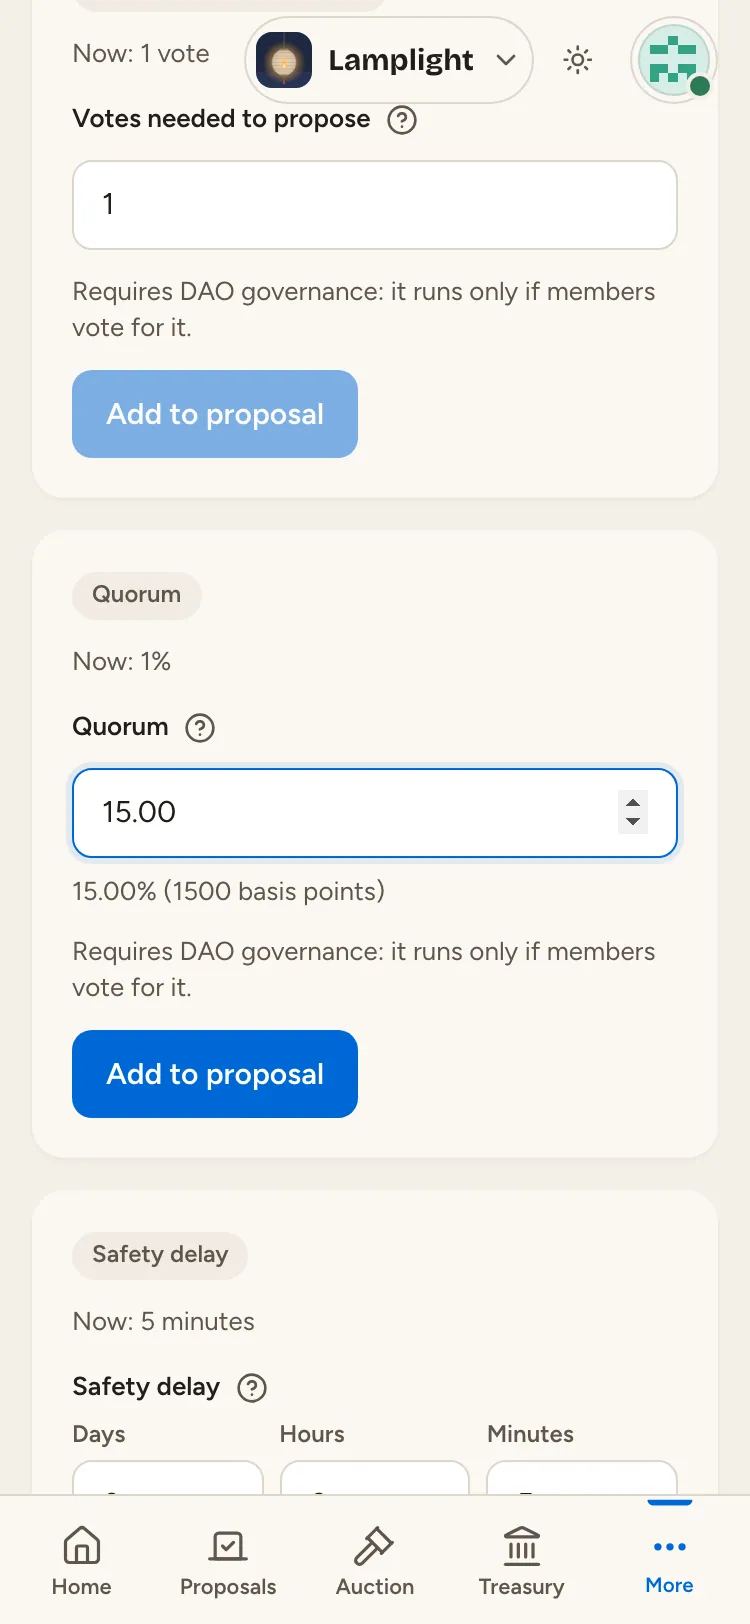 Now: 1 vote
Lamplight
Votes needed to propose
1
Requires DAO governance: it runs only if members
vote for it.
Add to proposal
Quorum
Now: 1%
Quorum
15.00
15.00% (1500 basis points)
Requires DAO governance: it runs only if members
vote for it.
Add to proposal
Safety delay
Now: 5 minutes
Safety delay
Days Hours Minutes
Home Proposals Auction Treasury More